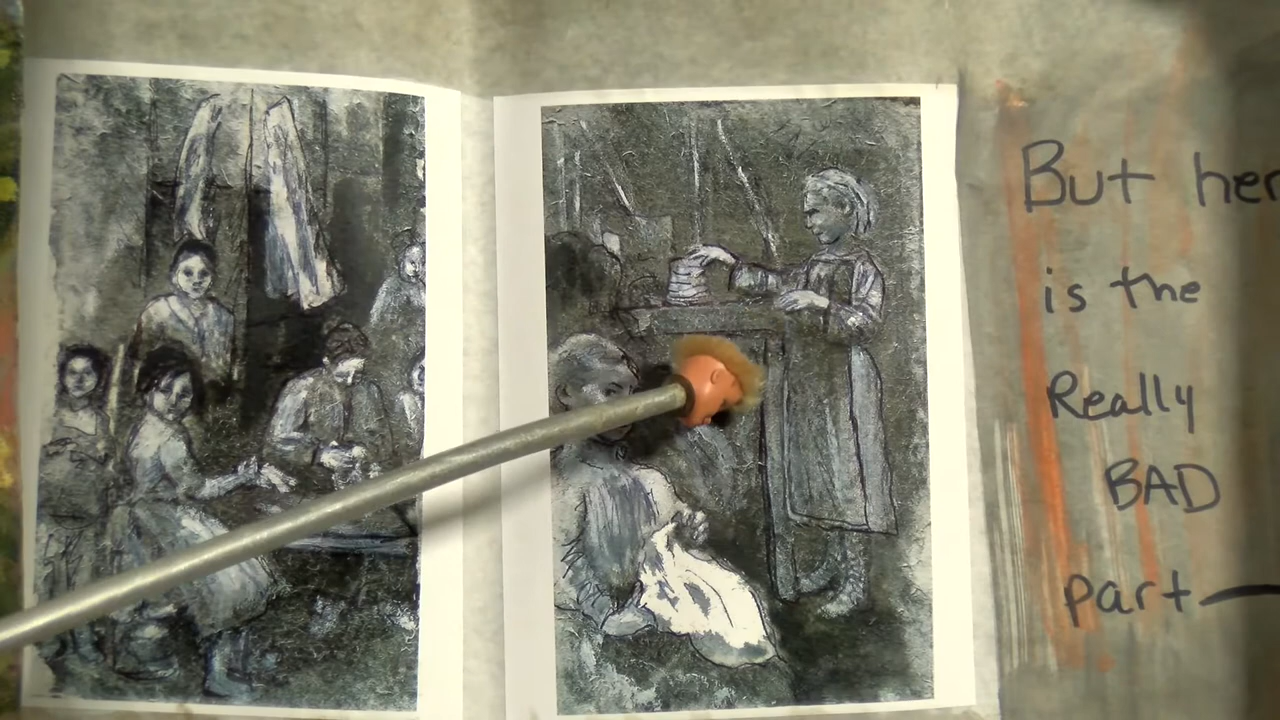 But her
is the
Really
BAD
part—